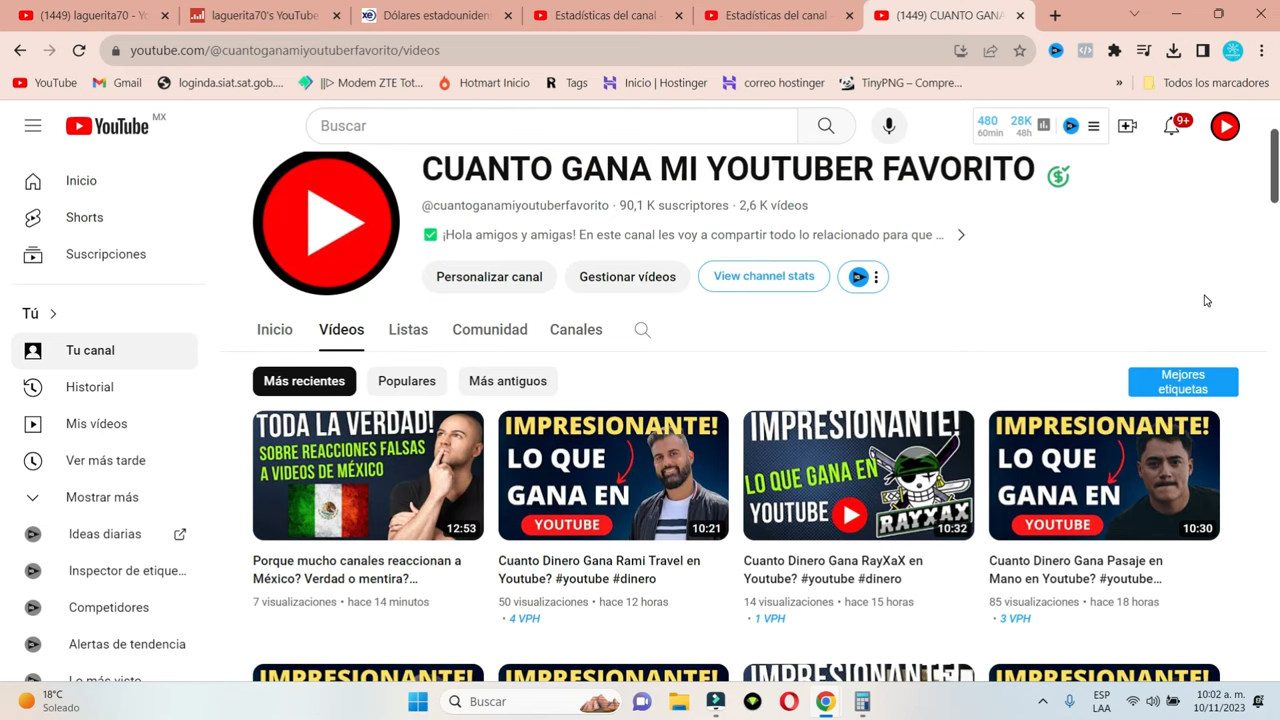 (1449) laguerita70 - Yo
laguerita70's YouTube
Dólares estadouniden
Estadísticas del canal -
Estadísticas del canal
(1449) CUANTO GANA
youtube.com/@cuantoganamiyoutuberfavorito/videos
YouTube
Gmail
loginda.siat.sat.gob....
Modem ZTE Tot...
Hotmart Inicio
Tags
Inicio | Hostinger
correo hostinger
TinyPNG – Compre...
»
Todos los marcadores
YouTube MX
Buscar
480 28K
60min 48h
9+
CUANTO GANA MI YOUTUBER FAVORITO
@cuantoganamiyoutuberfavorito · 90,1 K suscriptores · 2,6 K vídeos
✅ ¡Hola amigos y amigas! En este canal les voy a compartir todo lo relacionado para que ...
Personalizar canal
Gestionar vídeos
View channel stats
Inicio
Shorts
Suscripciones
Tú
Tu canal
Historial
Mis vídeos
Ver más tarde
Mostrar más
Ideas diarias
Inspector de etique...
Competidores
Alertas de tendencia
Lo más visto
Inicio
Vídeos
Listas
Comunidad
Canales
Más recientes
Populares
Más antiguos
Mejores
etiquetas
TODA LA VERDAD!
SOBRE REACCIONES FALSAS
A VIDEOS DE MÉXICO
12:53
IMPRESIONANTE!
LO QUE
GANA EN
YOUTUBE
10:21
IMPRESIONANTE!
LO QUE GANA EN
YOUTUBE
RAYXAX
10:32
IMPRESIONANTE!
LO QUE
GANA EN
YOUTUBE
10:30
Porque mucho canales reaccionan a
México? Verdad o mentira?...
7 visualizaciones • hace 14 minutos
Cuanto Dinero Gana Rami Travel en
Youtube? #youtube #dinero
50 visualizaciones • hace 12 horas
• 4 VPH
Cuanto Dinero Gana RayXaX en
Youtube? #youtube #dinero
14 visualizaciones • hace 15 horas
• 1 VPH
Cuanto Dinero Gana Pasaje en
Mano en Youtube? #youtube...
85 visualizaciones • hace 18 horas
• 3 VPH
IMPRESIONANTE!
IMPRESIONANTE!
IMPRESIONANTE!
IMPRESIONANTE!
18°C
Soleado
Buscar
ESP
LAA
10:02 a. m.
10/11/2023